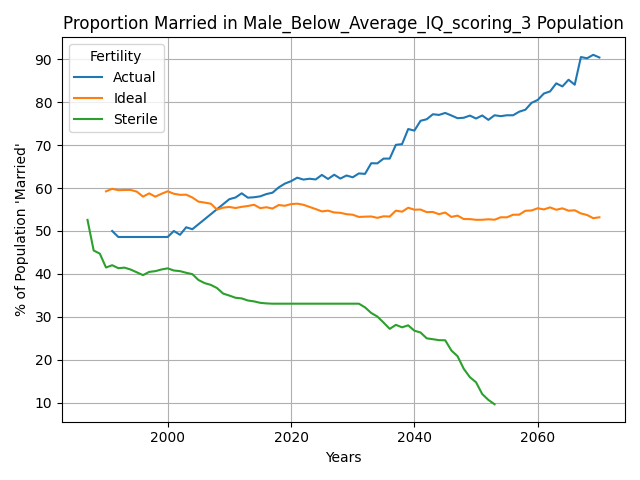 Proportion Married in Male_Below_Average_IQ_scoring_3 Population
Fertility
Actual
Ideal
Sterile
% of Population 'Married'
90
80
70
60
50
40
30
20
10
2000 2020 2040 2060
Years